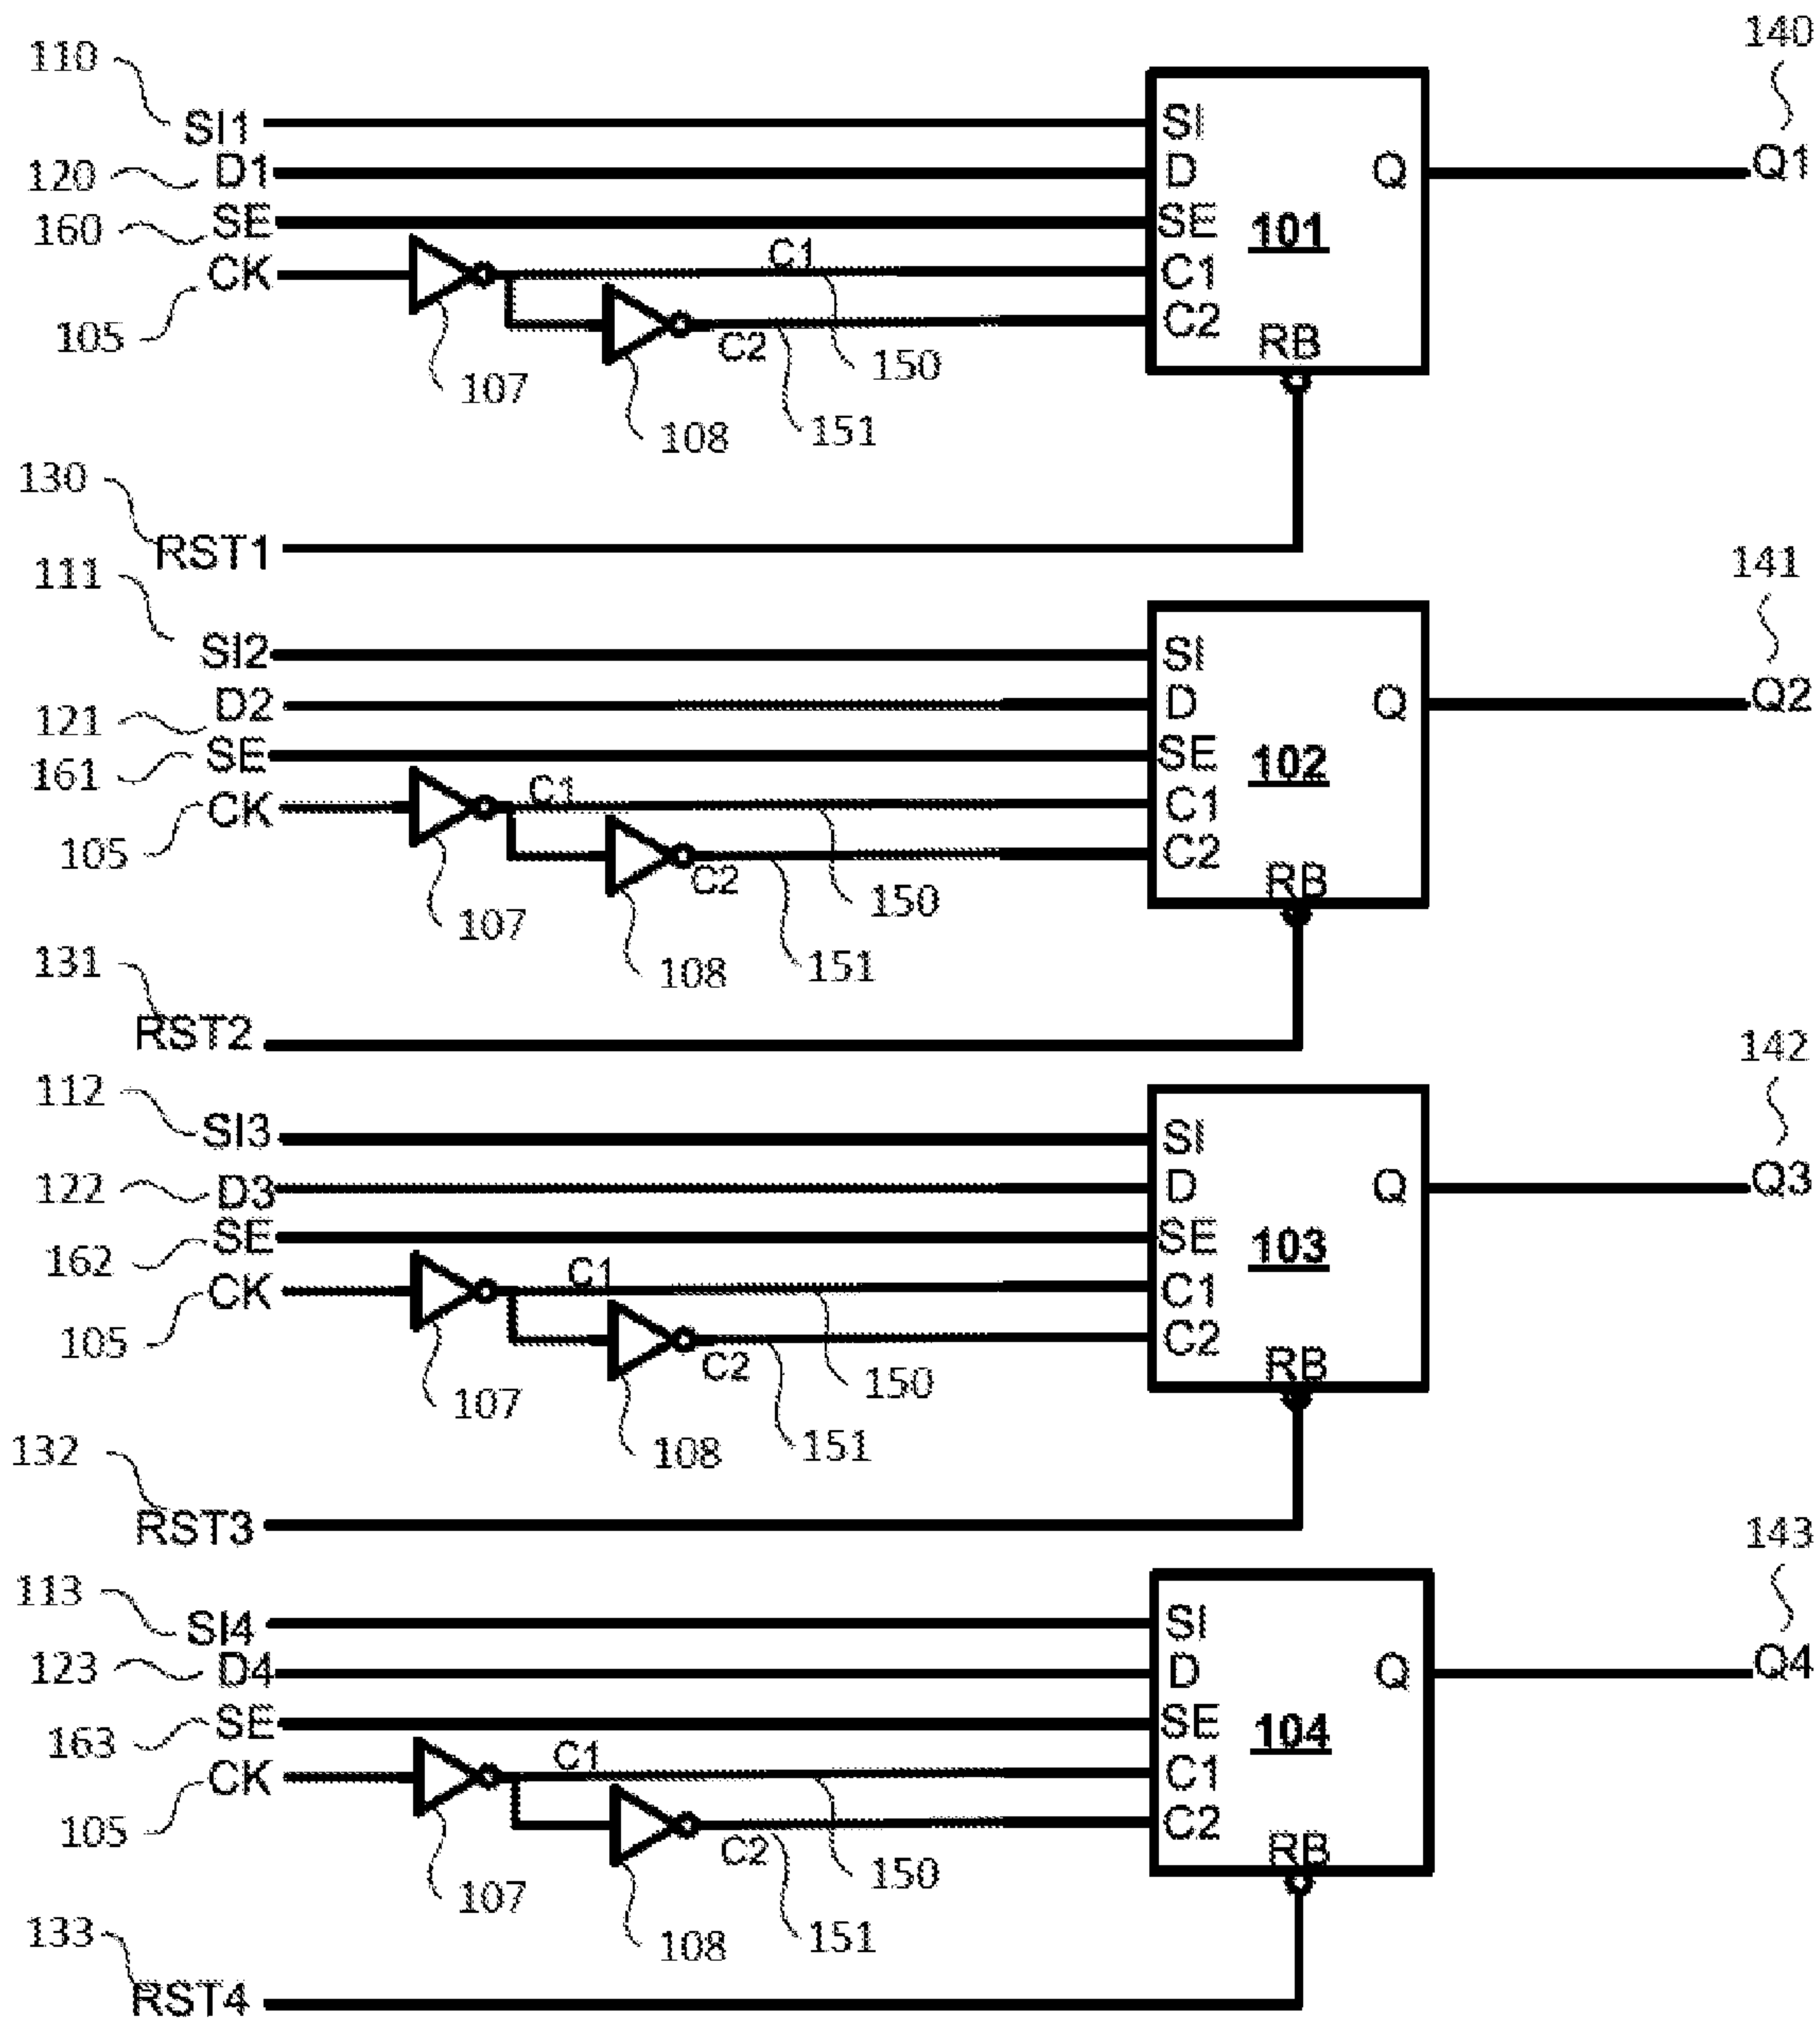 110
140
SI1
SI
120
D1
D
Q
Q1
160
SE
SE
101
CK
C1
C1
105
C2
C2
150
RB
107
108
151
130
RST1
111
141
SI2
SI
121
D2
D
Q
Q2
161
SE
SE
102
CK
C1
C1
105
C2
C2
150
RB
107
108
151
131
RST2
142
112
SI3
SI
122
D3
D
Q
Q3
162
SE
SE
103
CK
C1
C1
105
C2
C2
150
RB
107
108
151
132
RST3
143
113
SI4
SI
123
D4
D
Q
Q4
163
SE
SE
104
CK
C1
C1
105
C2
C2
150
RB
107
108
151
133
RST4